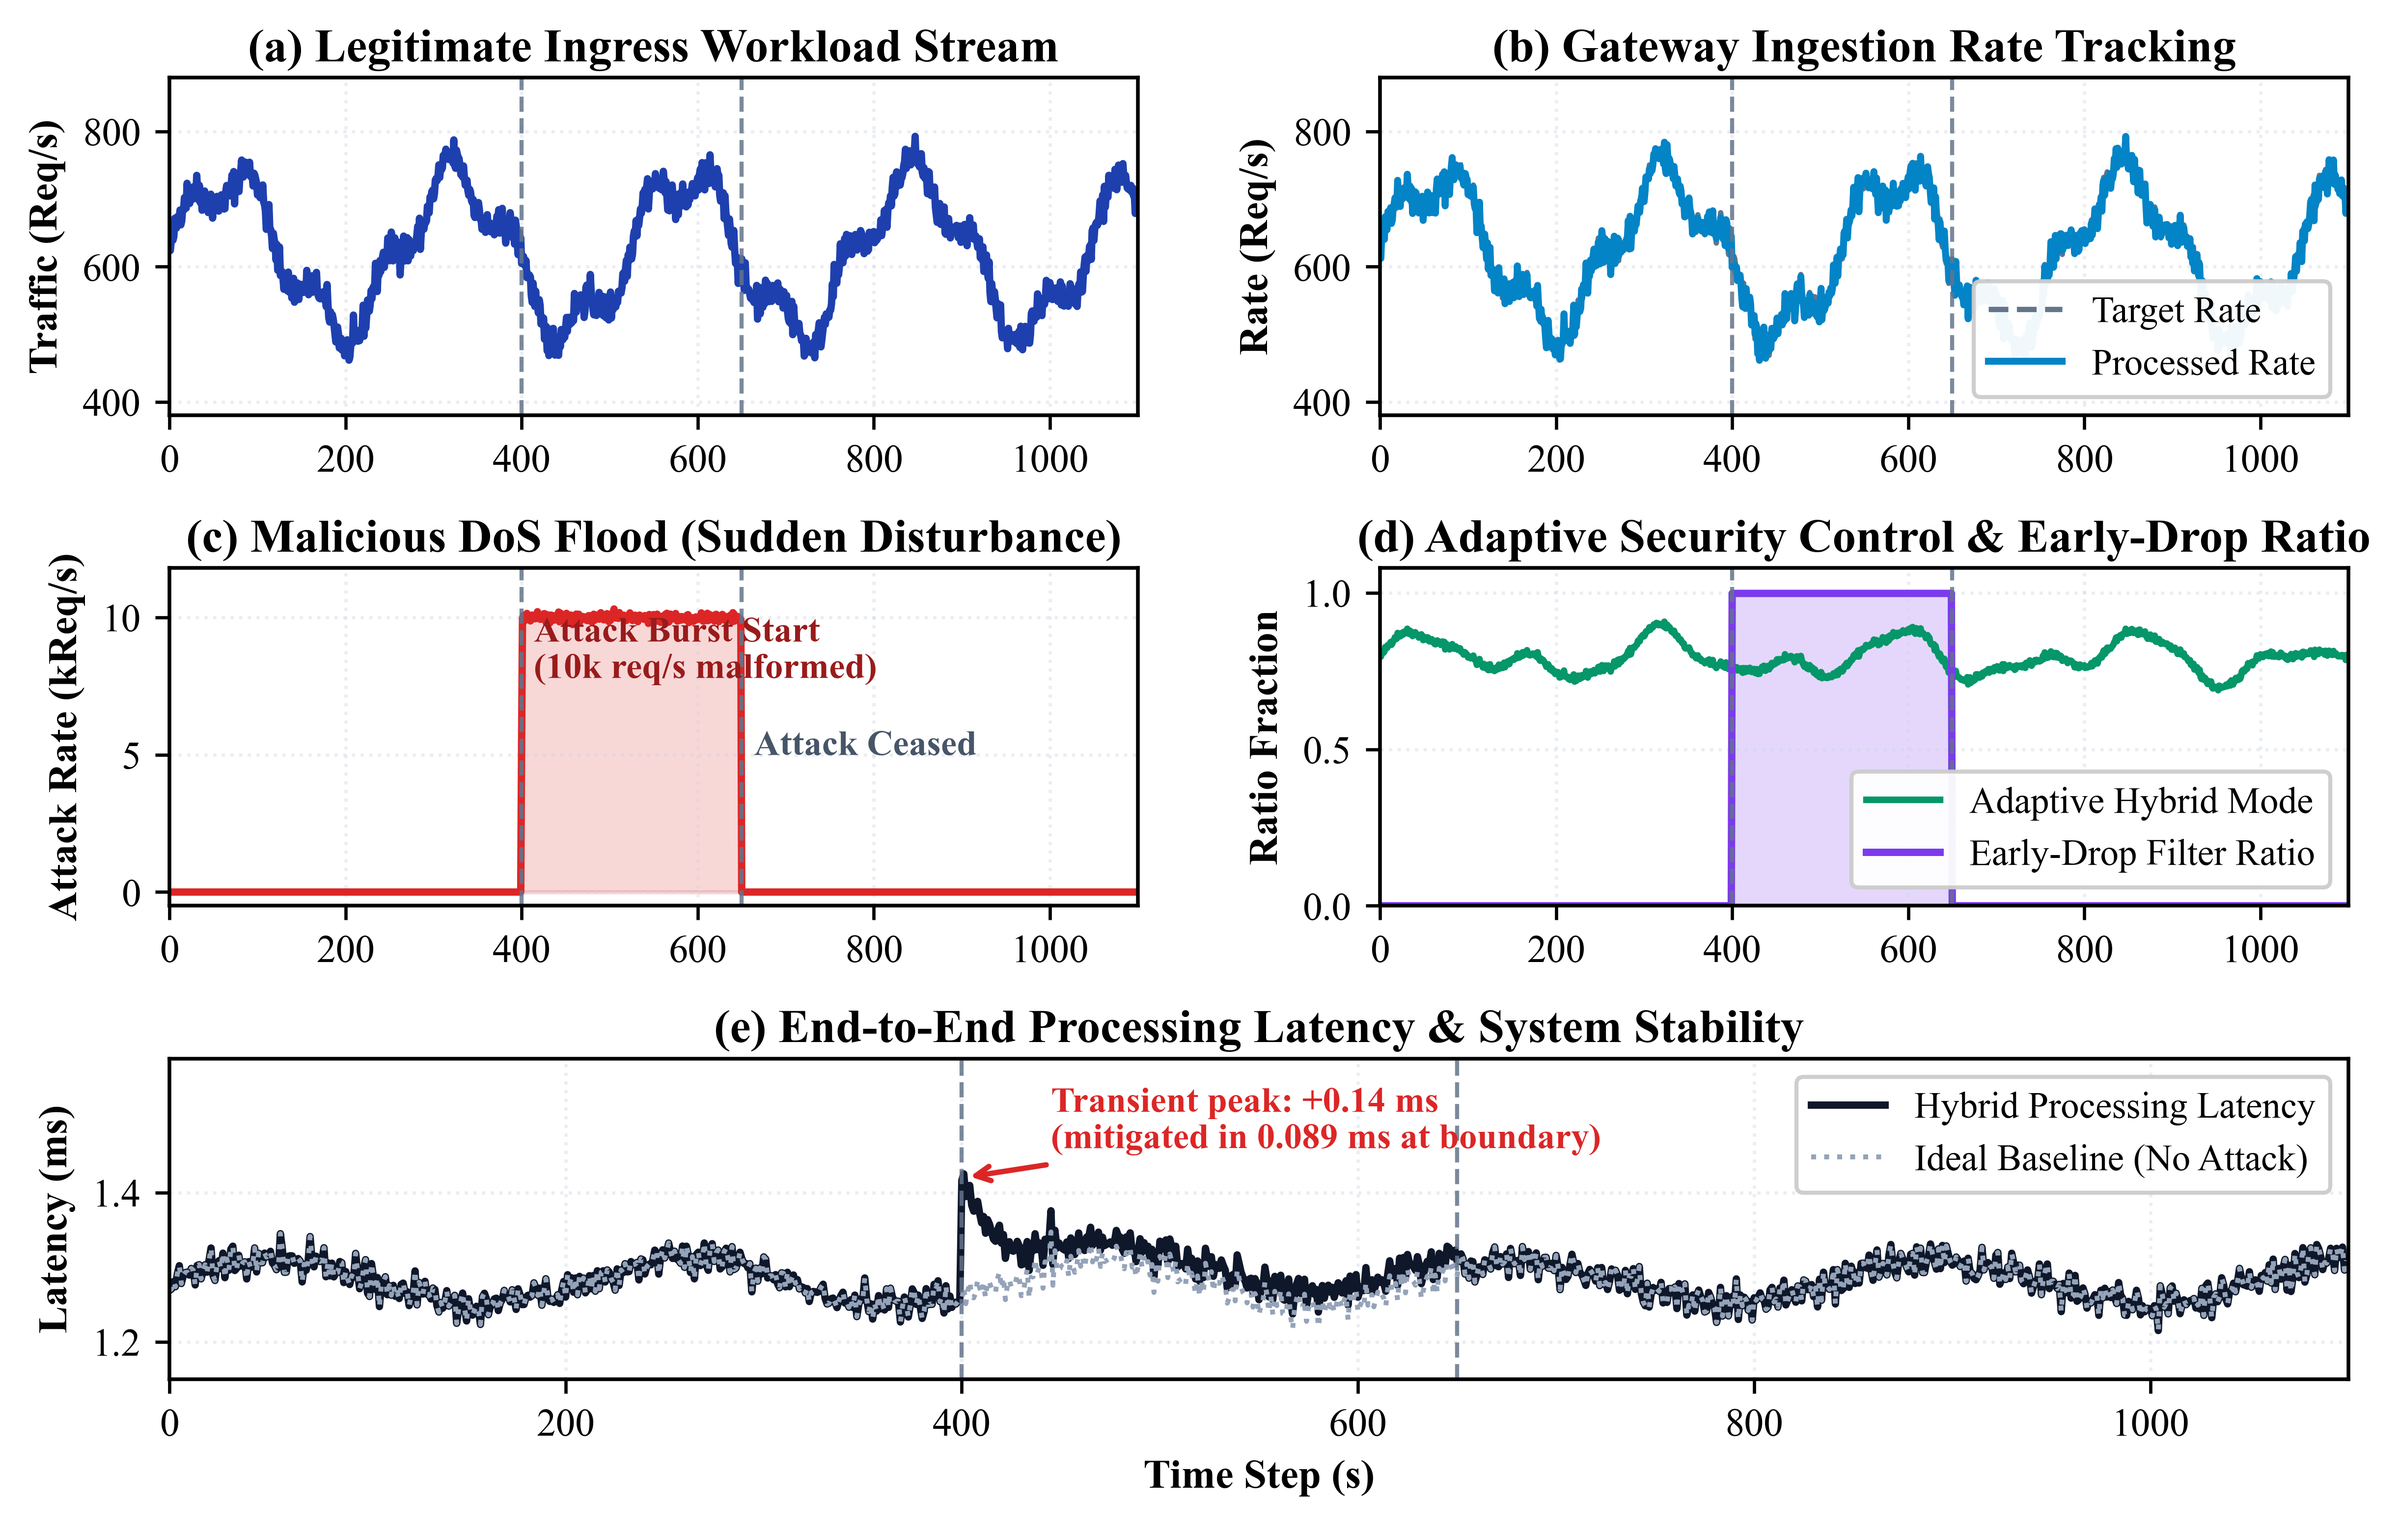 (a) Legitimate Ingress Workload Stream
Traffic (Req/s)
800
600
400
0 200 400 600 800 1000
(b) Gateway Ingestion Rate Tracking
Rate (Req/s)
800
600
400
Target Rate
Processed Rate
0 200 400 600 800 1000
(c) Malicious DoS Flood (Sudden Disturbance)
Attack Rate (kReq/s)
10
5
0
Attack Burst Start
(10k req/s malformed)
Attack Ceased
0 200 400 600 800 1000
(d) Adaptive Security Control & Early-Drop Ratio
Ratio Fraction
1.0
0.5
0.0
Adaptive Hybrid Mode
Early-Drop Filter Ratio
0 200 400 600 800 1000
(e) End-to-End Processing Latency & System Stability
Latency (ms)
1.4
1.2
Transient peak: +0.14 ms
(mitigated in 0.089 ms at boundary)
Hybrid Processing Latency
Ideal Baseline (No Attack)
0 200 400 600 800 1000
Time Step (s)